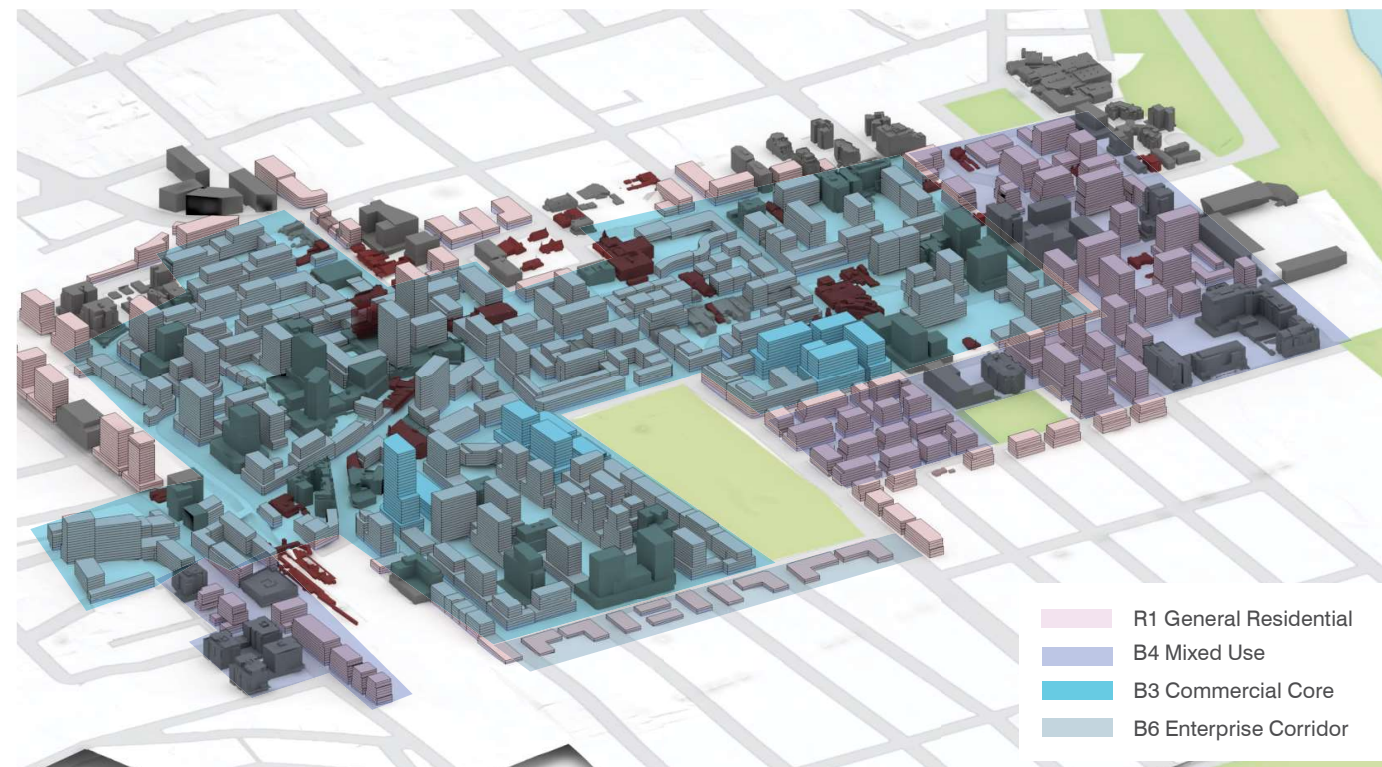 R1 General Residential
B4 Mixed Use
B3 Commercial Core
B6 Enterprise Corridor